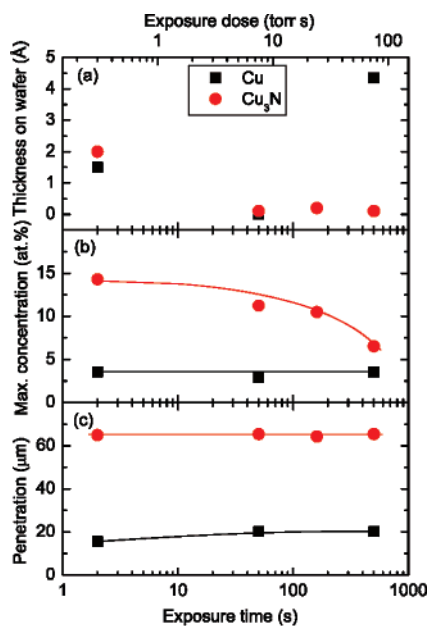 Exposure dose (torr s)
1 10 100
Thickness on wafer (Å)
(a)
Cu
Cu₃N
5
4
3
2
1
0
Max. concentration (at.%)
(b)
15
10
5
0
Penetration (μm)
(c)
60
40
20
0
1 10 100 1000
Exposure time (s)